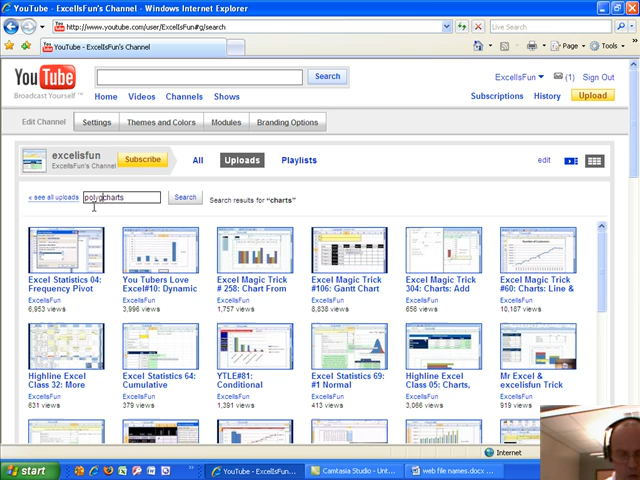 YouTube - ExcelIsFun's Channel - Windows Internet Explorer
http://www.youtube.com/user/ExcelIsFun#g/search
Live Search
YouTube - ExcelIsFun's Channel
Page
Tools
YouTube
Broadcast Yourself™
Search
ExcelIsFun (1) Sign Out
Home Videos Channels Shows
Subscriptions History Upload
Edit Channel Settings Themes and Colors Modules Branding Options
excelisfun
ExcelIsFun's Channel
Subscribe
All Uploads Playlists
edit
« see all uploads polygcharts Search Search results for "charts"
Excel Statistics 04: Frequency Pivot
ExcelIsFun
6,953 views
You Tubers Love Excel#10: Dynamic
ExcelIsFun
3,996 views
Excel Magic Trick # 258: Chart From
ExcelIsFun
1,757 views
Excel Magic Trick #106: Gantt Chart
ExcelIsFun
8,838 views
Excel Magic Trick 304: Charts: Add
ExcelIsFun
656 views
Excel Magic Trick #60: Charts: Line &
ExcelIsFun
10,187 views
Highline Excel Class 32: More
ExcelIsFun
631 views
Excel Statistics 64: Cumulative
ExcelIsFun
379 views
YTLE#81: Conditional
ExcelIsFun
1,391 views
Excel Statistics 69: #1 Normal
ExcelIsFun
413 views
Highline Excel Class 05: Charts,
ExcelIsFun
3,066 views
Mr Excel & excelisfun Trick
ExcelIsFun
919 views
Internet
start
YouTube - ExcelIsFun...
Camtasia Studio - Unt...
web file names.docx ...